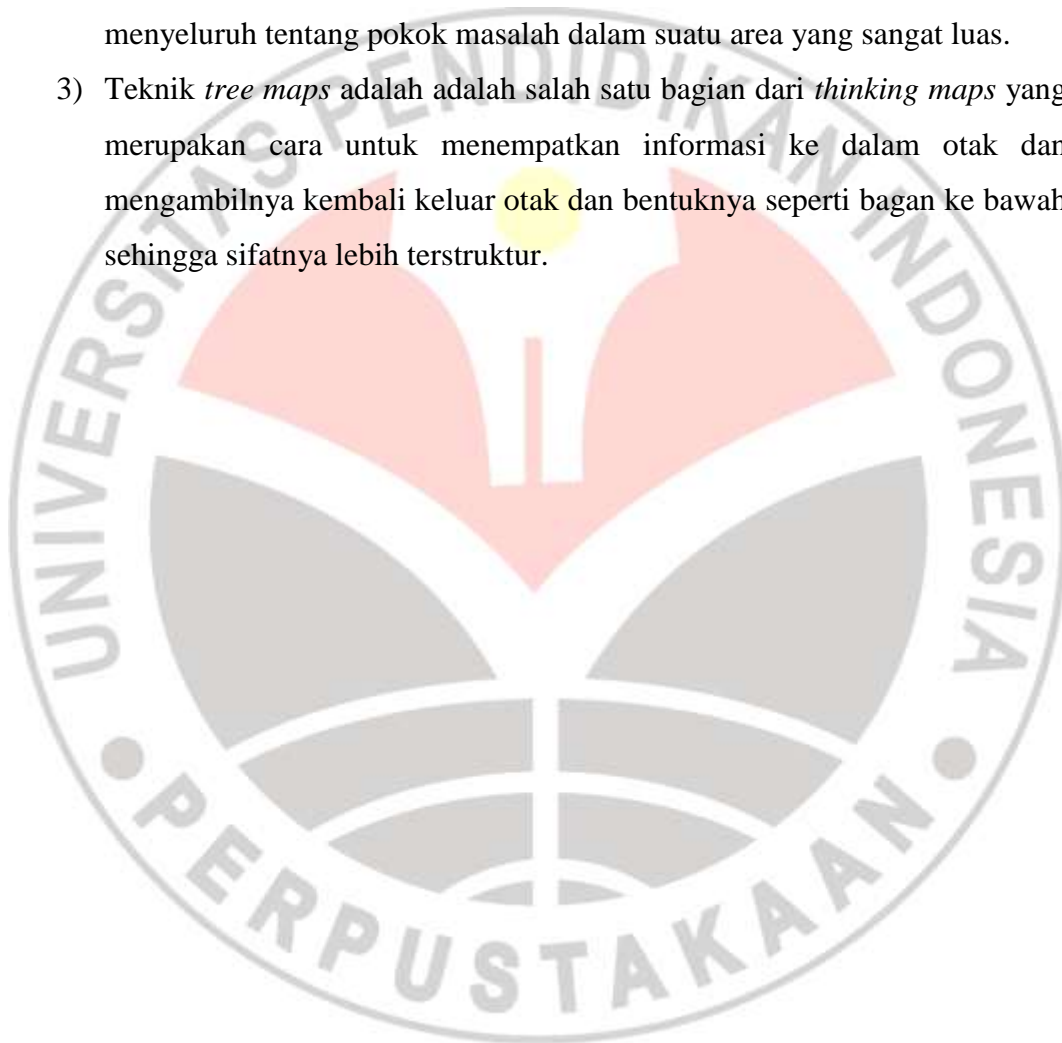 menyeluruh tentang pokok masalah dalam suatu area yang sangat luas.
3) Teknik tree maps adalah adalah salah satu bagian dari thinking maps yang
merupakan cara untuk menempatkan informasi ke dalam otak dan
mengambilnya kembali keluar otak dan bentuknya seperti bagan ke bawah
sehingga sifatnya lebih terstruktur.
UNIVERSITAS PENDIDIKAN INDONESIA
PERPUSTAKAAN